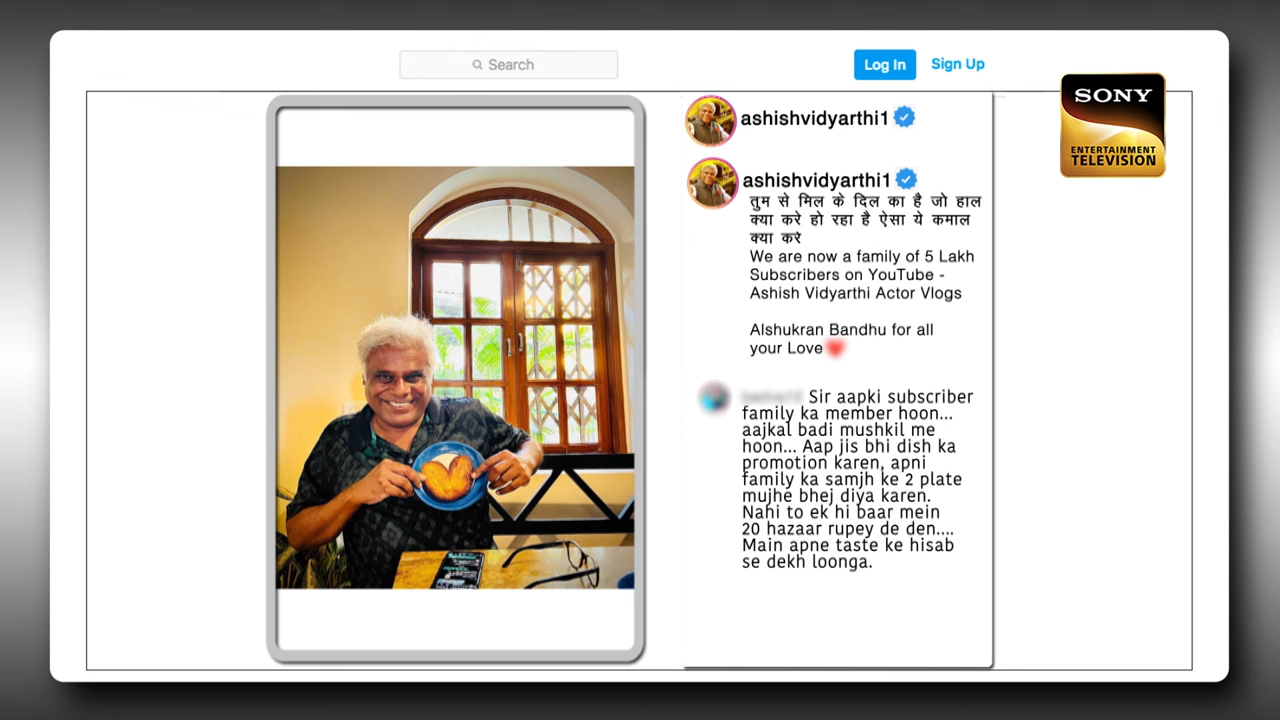 Search
Log In
Sign Up
SONY
ENTERTAINMENT
TELEVISION
ashishvidyarthi1
ashishvidyarthi1
तुम से मिल के दिल का है जो हाल
क्या करे हो रहा है ऐसा ये कमाल
क्या करे
We are now a family of 5 Lakh
Subscribers on YouTube -
Ashish Vidyarthi Actor Vlogs
Alshukran Bandhu for all
your Love
Sir aapki subscriber
family ka member hoon...
aajkal badi mushkil me
hoon... Aap jis bhi dish ka
promotion karen, apni
family ka samjh ke 2 plate
mujhe bhej diya karen.
Nahi to ek hi baar mein
20 hazaar rupey de den....
Main apne taste ke hisab
se dekh loonga.